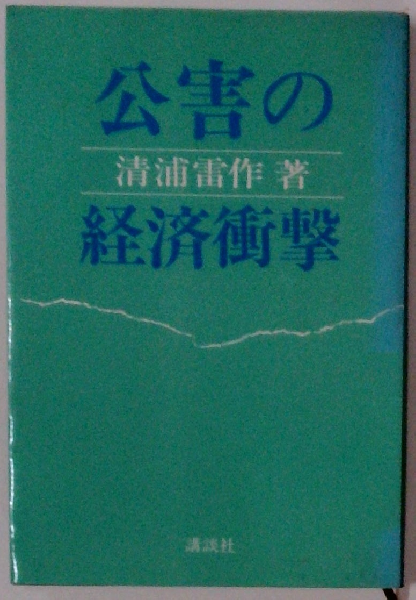 公害の
清浦雷作 著
経済衝撃
講談社